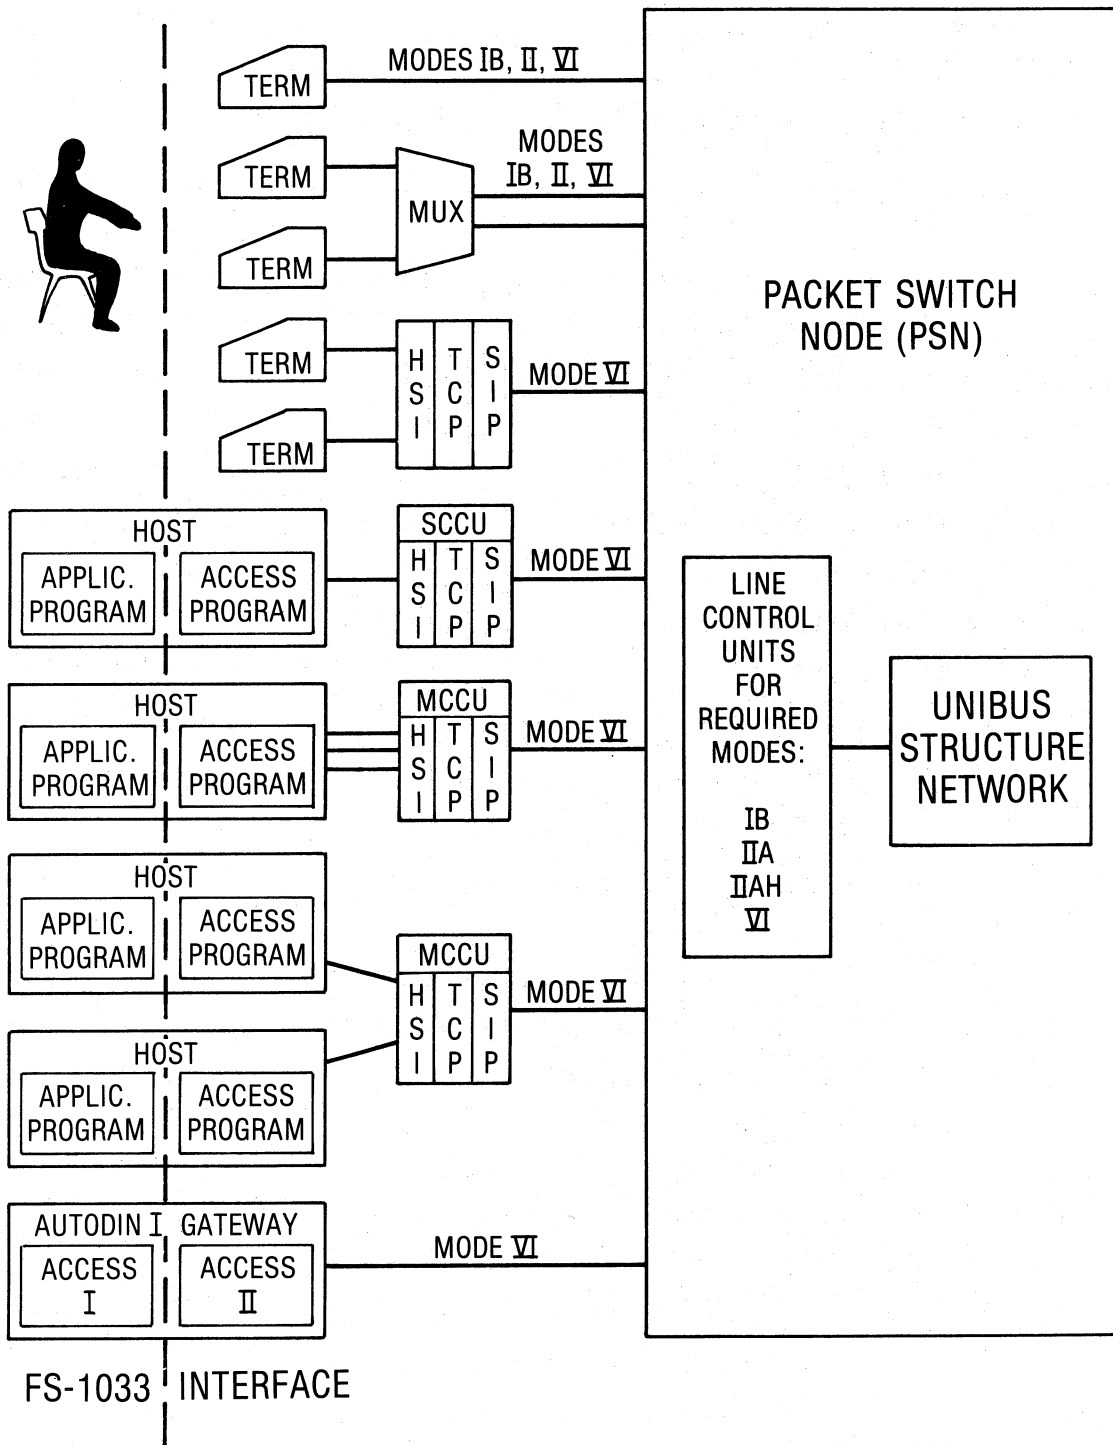 MODES IB, II, VI
TERM
MODES
IB, II, VI
TERM
MUX
TERM
PACKET SWITCH
NODE (PSN)
TERM
TERM
H
S
I
T
C
P
S
I
P
MODE VI
HOST
APPLIC.
PROGRAM
ACCESS
PROGRAM
SCCU
H
S
I
T
C
P
S
I
P
MODE VI
HOST
APPLIC.
PROGRAM
ACCESS
PROGRAM
MCCU
H
S
I
T
C
P
S
I
P
MODE VI
HOST
APPLIC.
PROGRAM
ACCESS
PROGRAM
HOST
APPLIC.
PROGRAM
ACCESS
PROGRAM
MCCU
H
S
I
T
C
P
S
I
P
MODE VI
AUTODIN I GATEWAY
ACCESS
I
ACCESS
II
MODE VI
LINE
CONTROL
UNITS
FOR
REQUIRED
MODES:
IB
IIA
IIAH
VI
UNIBUS
STRUCTURE
NETWORK
FS-1033 INTERFACE